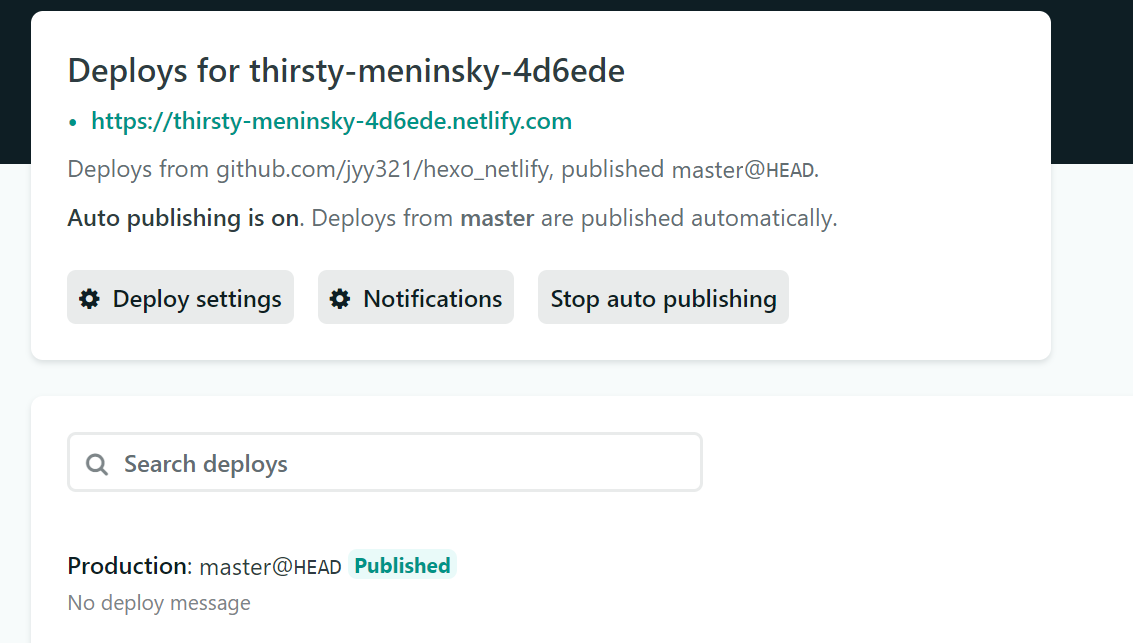 Deploys for thirsty-meninsky-4d6ede
• https://thirsty-meninsky-4d6ede.netlify.com
Deploys from github.com/jyy321/hexo_netlify, published master@HEAD.
Auto publishing is on. Deploys from master are published automatically.
Deploy settings Notifications Stop auto publishing
Search deploys
Production: master@HEAD Published
No deploy message